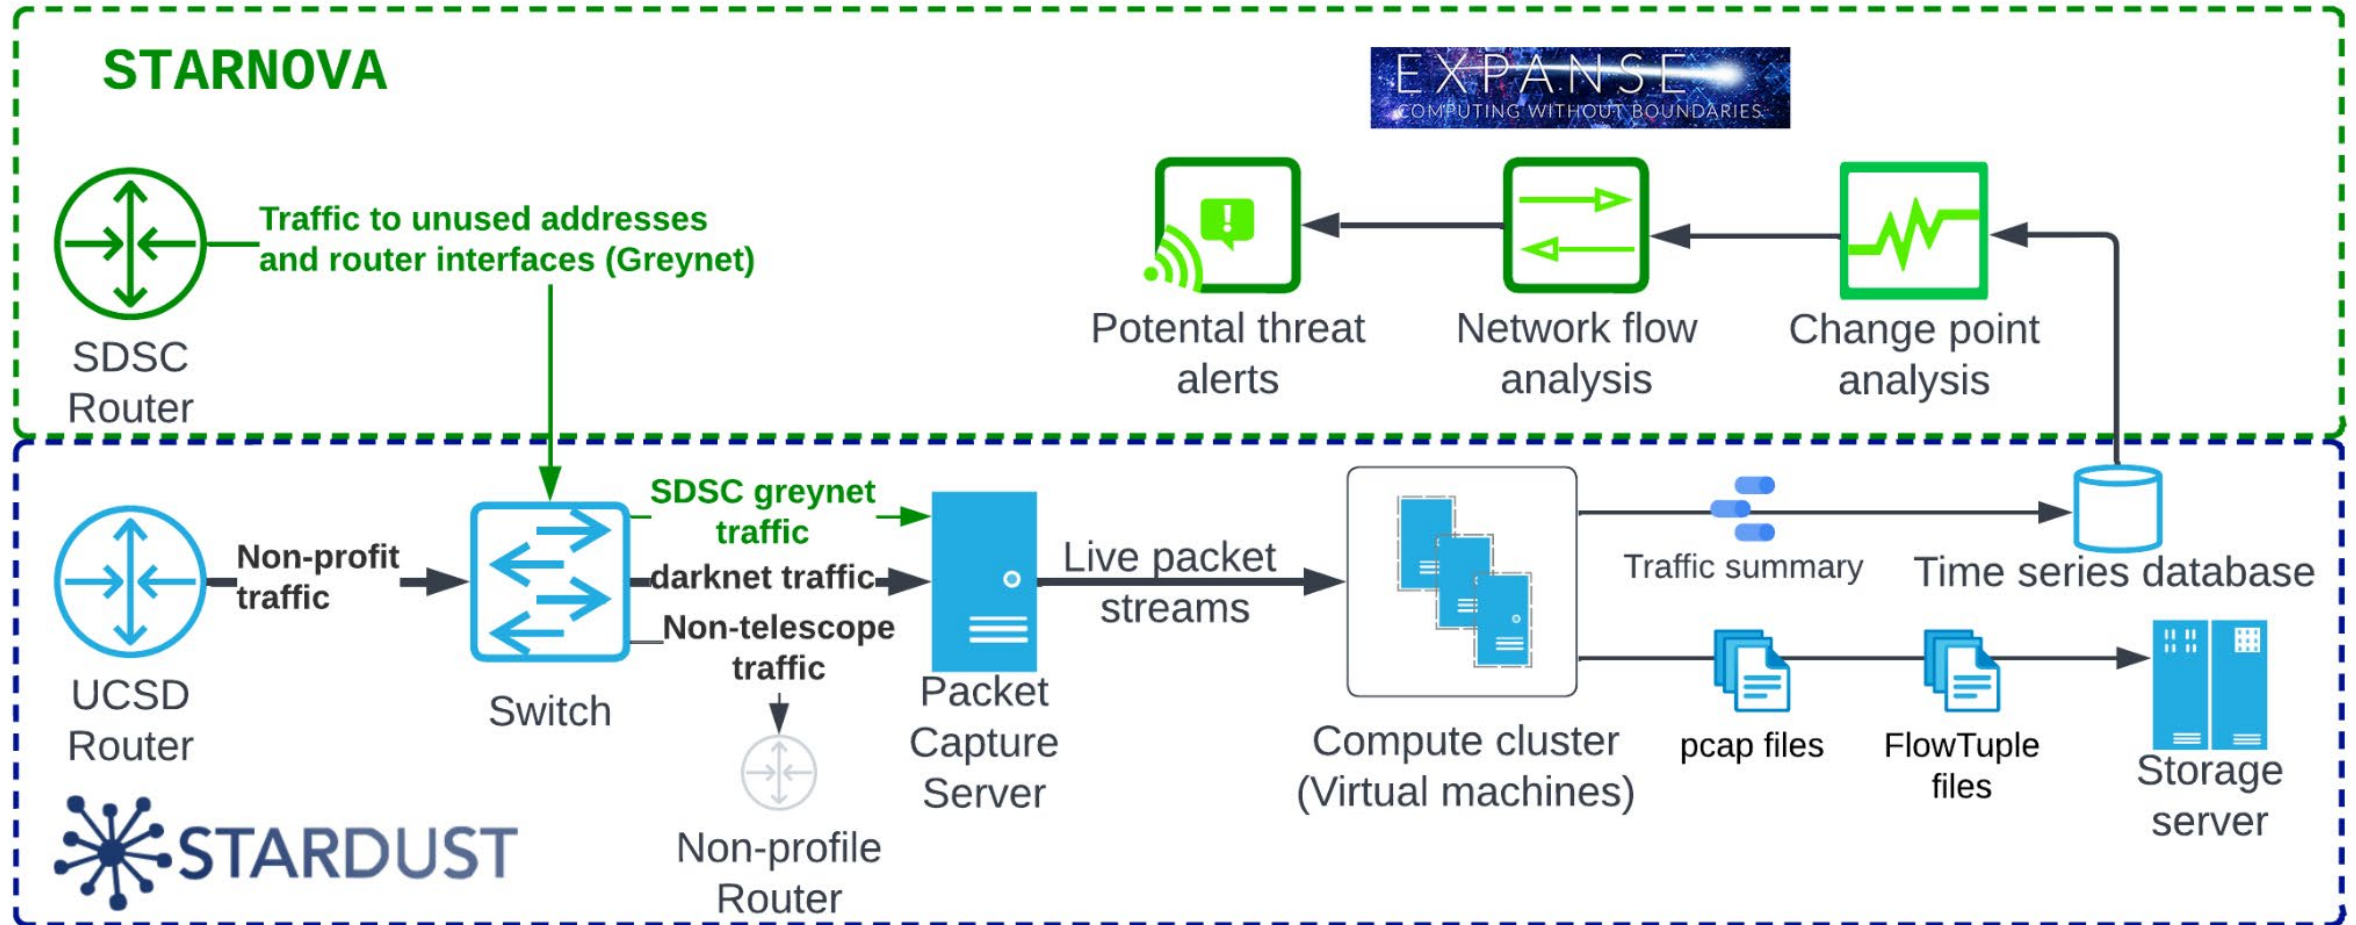 STARNOVA
EXPANSE
COMPUTING WITHOUT BOUNDARIES
Traffic to unused addresses
and router interfaces (Greynet)
SDSC
Router
Potental threat
alerts
Network flow
analysis
Change point
analysis
UCSD
Router
Non-profit
traffic
Switch
SDSC greynet
traffic
darknet traffic
Non-telescope
traffic
Non-profile
Router
Packet
Capture
Server
Live packet
streams
Compute cluster
(Virtual machines)
Traffic summary
Time series database
pcap files
FlowTuple
files
Storage
server
STARDUST